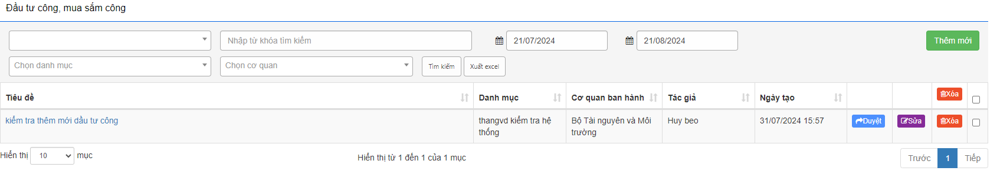 Đầu tư công, mua sắm công
Nhập từ khóa tìm kiếm 21/07/2024 21/08/2024 Thêm mới
Chọn danh mục Chọn cơ quan Tìm kiếm Xuất excel
Tiêu đề Danh mục Cơ quan ban hành Tác giả Ngày tạo Xóa
kiểm tra thêm mới dầu tư công thangvd kiểm tra hệ Bộ Tài nguyên và Môi Huy beo 31/07/2024 15:57 Duyệt Sửa Xóa
thống trường
Hiển thị 10 mục Hiển thị từ 1 đến 1 của 1 mục Trước 1 Tiếp